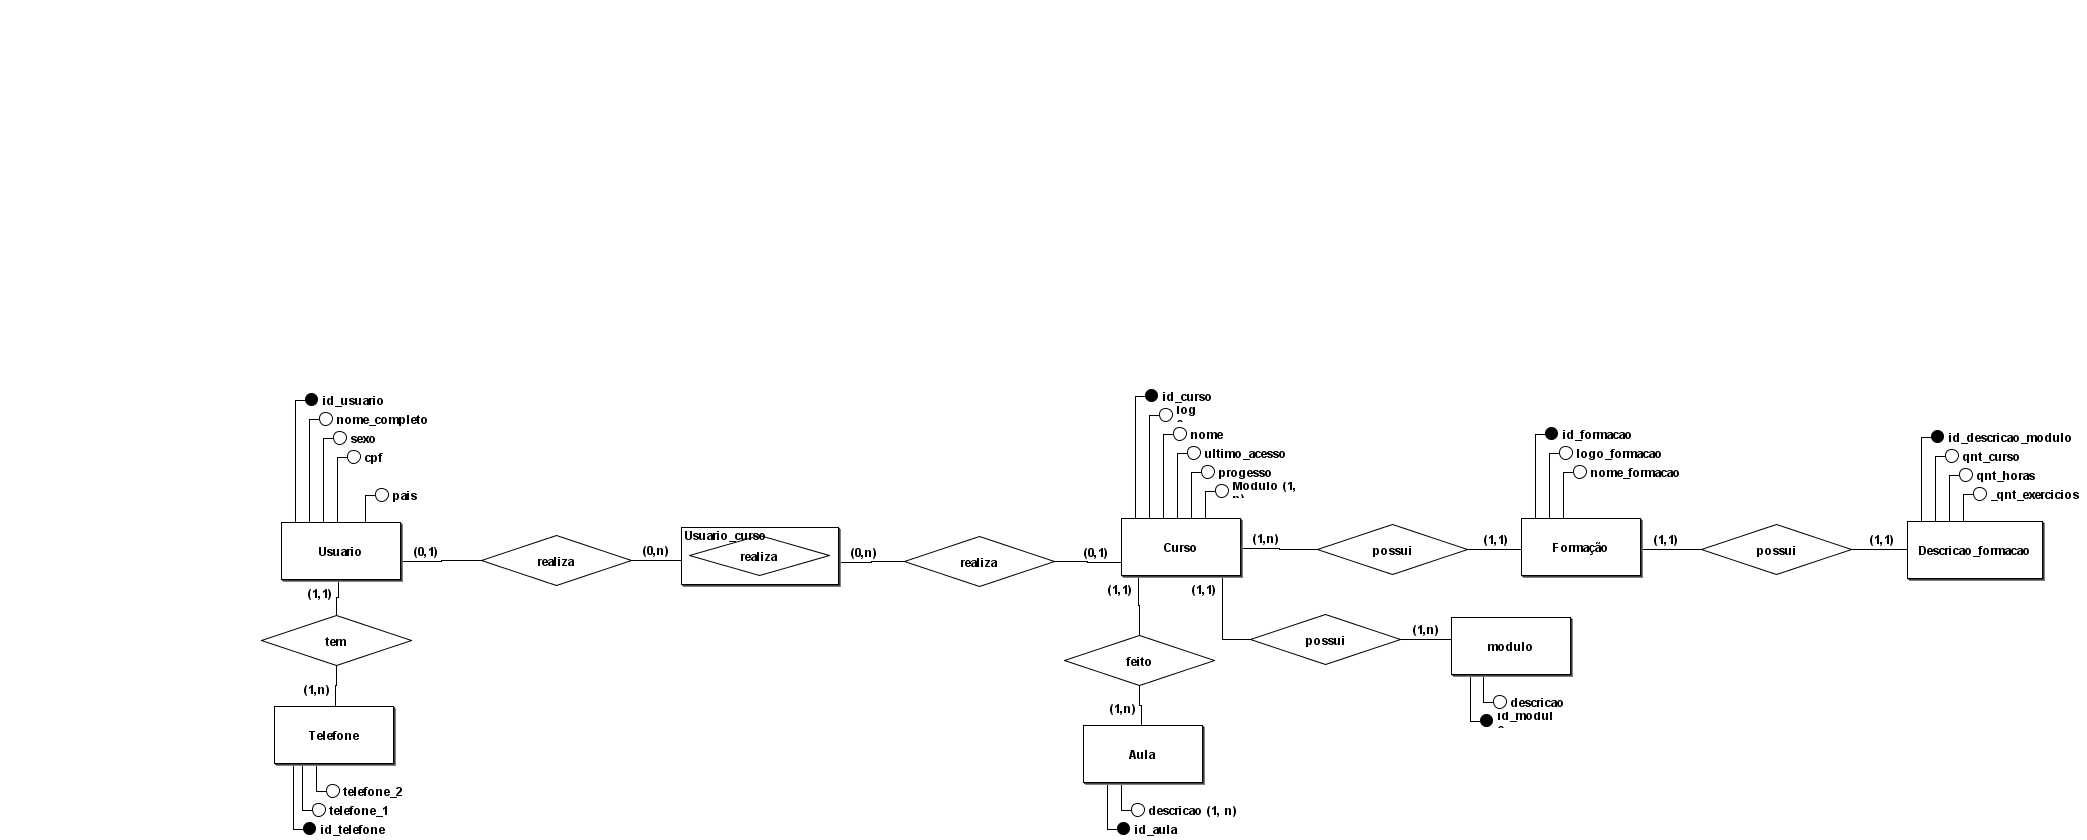 id_usuario
nome_completo
sexo
cpf
pais
Usuario
(0,1)
realiza
(0,n)
Usuario_curso
realiza
(0,n)
realiza
(0,1)
id_curso
log
nome
ultimo_acesso
progesso
Modulo (1,
n)
Curso
(1,n)
possui
(1,1)
id_formacao
logo_formacao
nome_formacao
Formação
(1,1)
possui
(1,1)
id_descricao_modulo
qnt_curso
qnt_horas
_qnt_exercicios
Descricao_formacao
(1,1)
tem
(1,n)
Telefone
telefone_2
telefone_1
id_telefone
(1,1)
feito
(1,n)
Aula
descricao (1, n)
id_aula
(1,1)
possui
(1,n)
modulo
descricao
id_modul